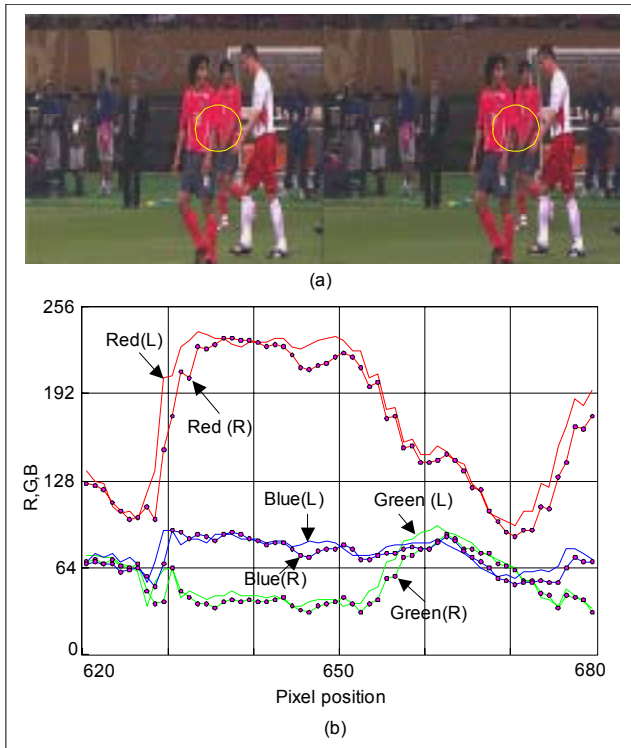 (a)
256
192
128
64
0
R,G,B
Red(L)
Red (R)
Blue(L)
Green (L)
Blue(R)
Green(R)
620
650
680
Pixel position
(b)